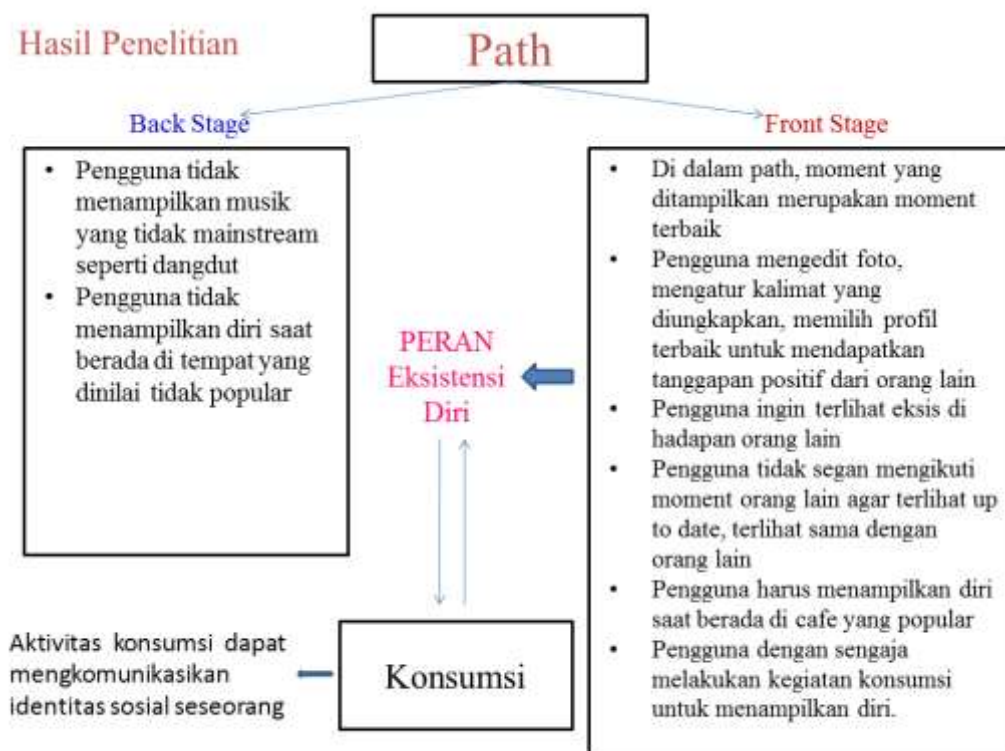 Hasil Penelitian
Path
Back Stage
• Pengguna tidak
menampilkan musik
yang tidak mainstream
seperti dangdut
• Pengguna tidak
menampilkan diri saat
berada di tempat yang
dinilai tidak popular
Front Stage
• Di dalam path, moment yang
ditampilkan merupakan moment
terbaik
• Pengguna mengedit foto,
mengatur kalimat yang
diungkapkan, memilih profil
terbaik untuk mendapatkan
tanggapan positif dari orang lain
• Pengguna ingin terlihat eksis di
hadapan orang lain
• Pengguna tidak segan mengikuti
moment orang lain agar terlihat up
to date, terlihat sama dengan
orang lain
• Pengguna harus menampilkan diri
saat berada di cafe yang popular
• Pengguna dengan sengaja
melakukan kegiatan konsumsi
untuk menampilkan diri.
PERAN
Eksistensi
Diri
Konsumsi
Aktivitas konsumsi dapat
mengkomunikasikan
identitas sosial seseorang